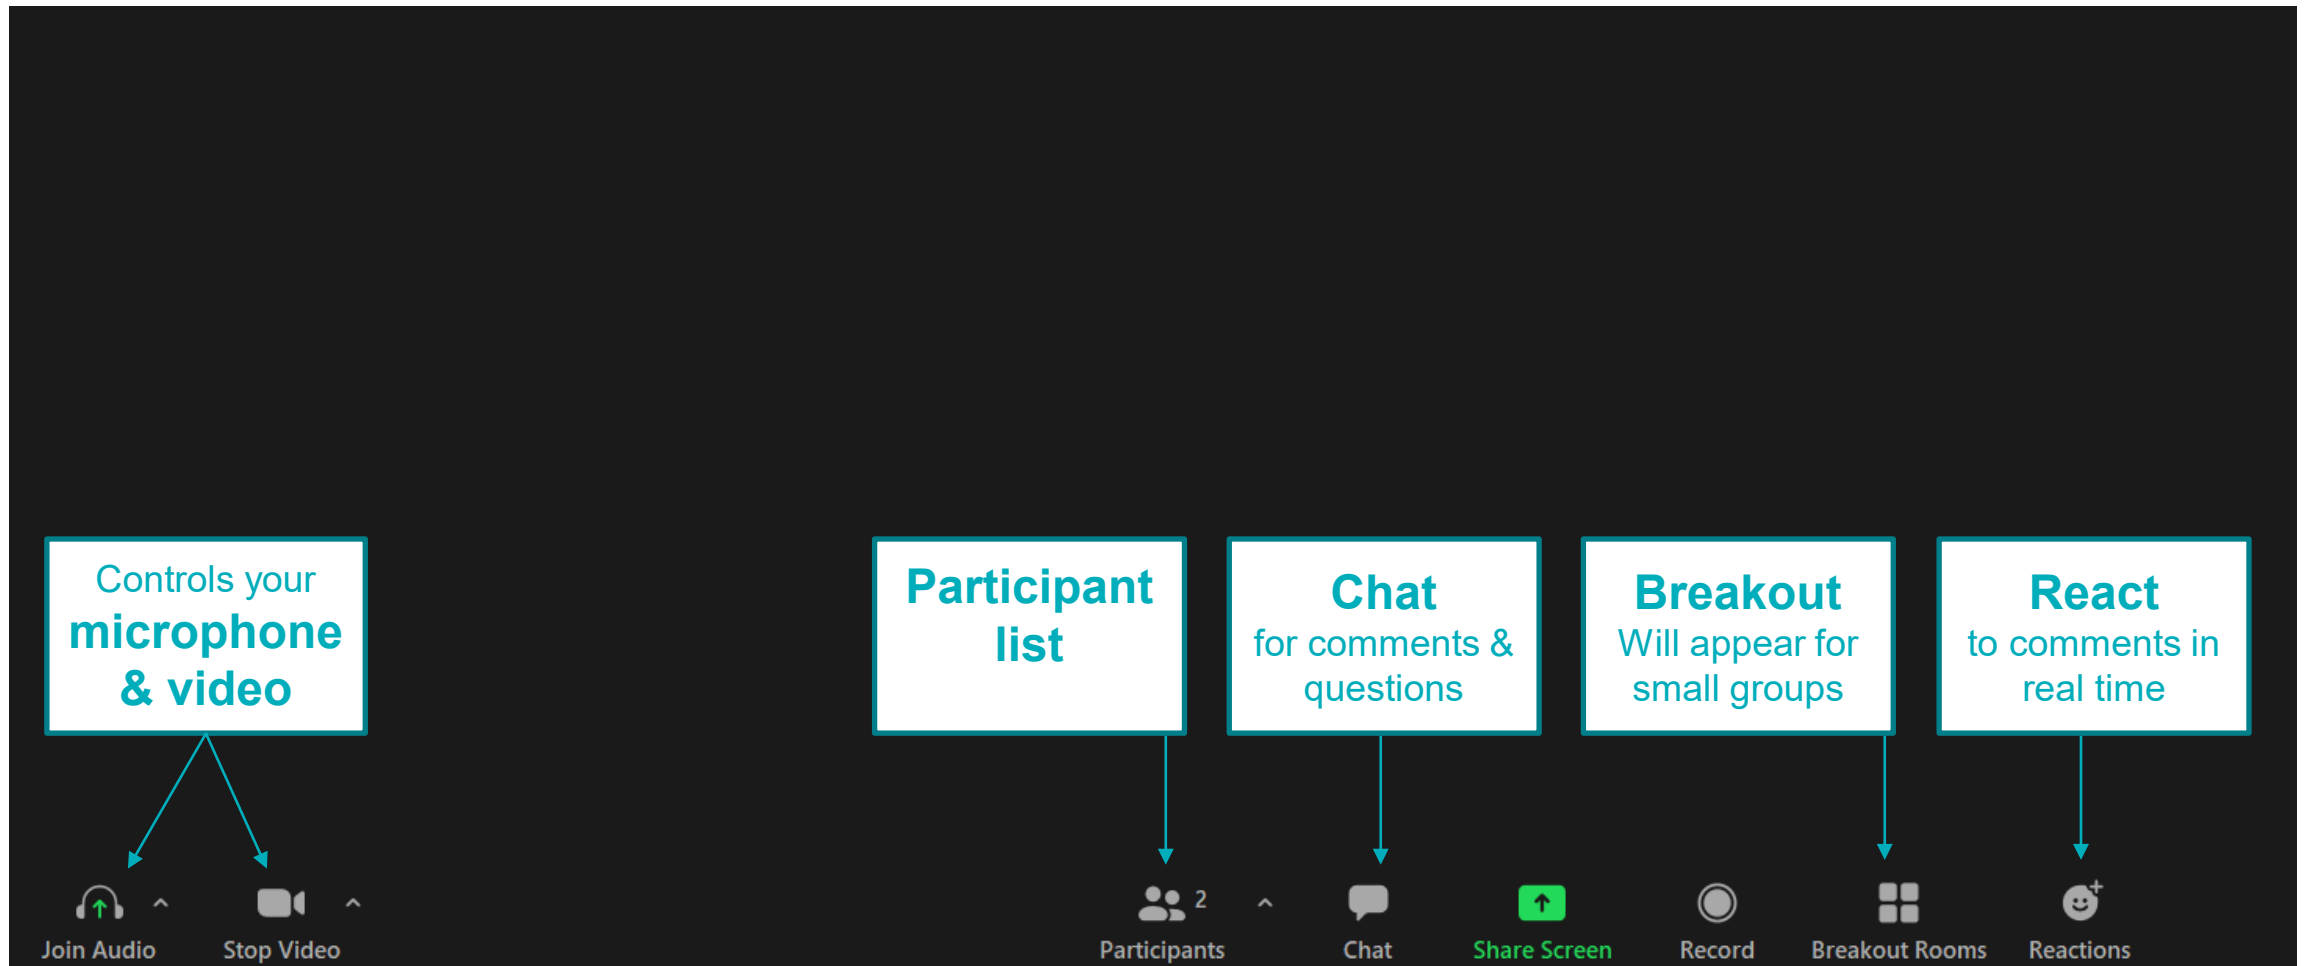 Controls your
microphone
& video
Participant
list
Chat
for comments &
questions
Breakout
Will appear for
small groups
React
to comments in
real time
2
Join Audio
Stop Video
Participants
Chat
Share Screen
Record
Breakout Rooms
Reactions